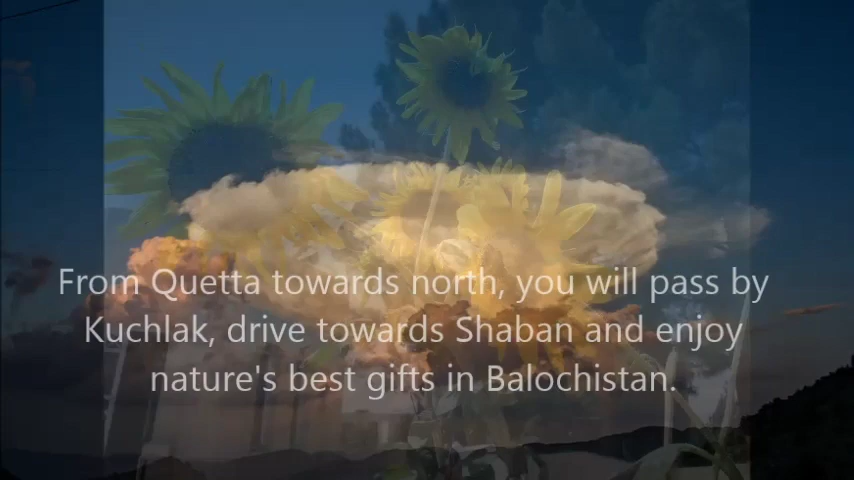 From Quetta towards north, you will pass by
Kuchlak, drive towards Shaban and enjoy
nature's best gifts in Balochistan.